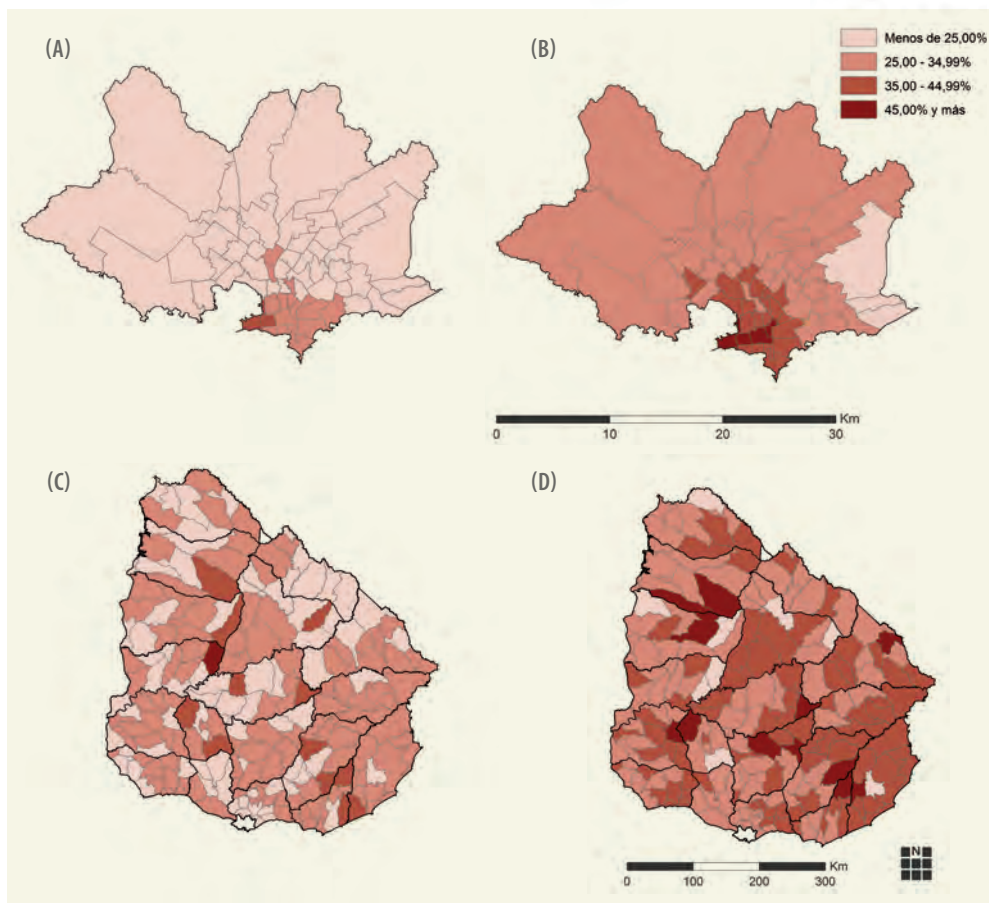 (A)
(B)
Menos de 25,00%
25,00 - 34,99%
35,00 - 44,99%
45,00% y más
Km
0 10 20 30
(C)
(D)
N
Km
0 100 200 300